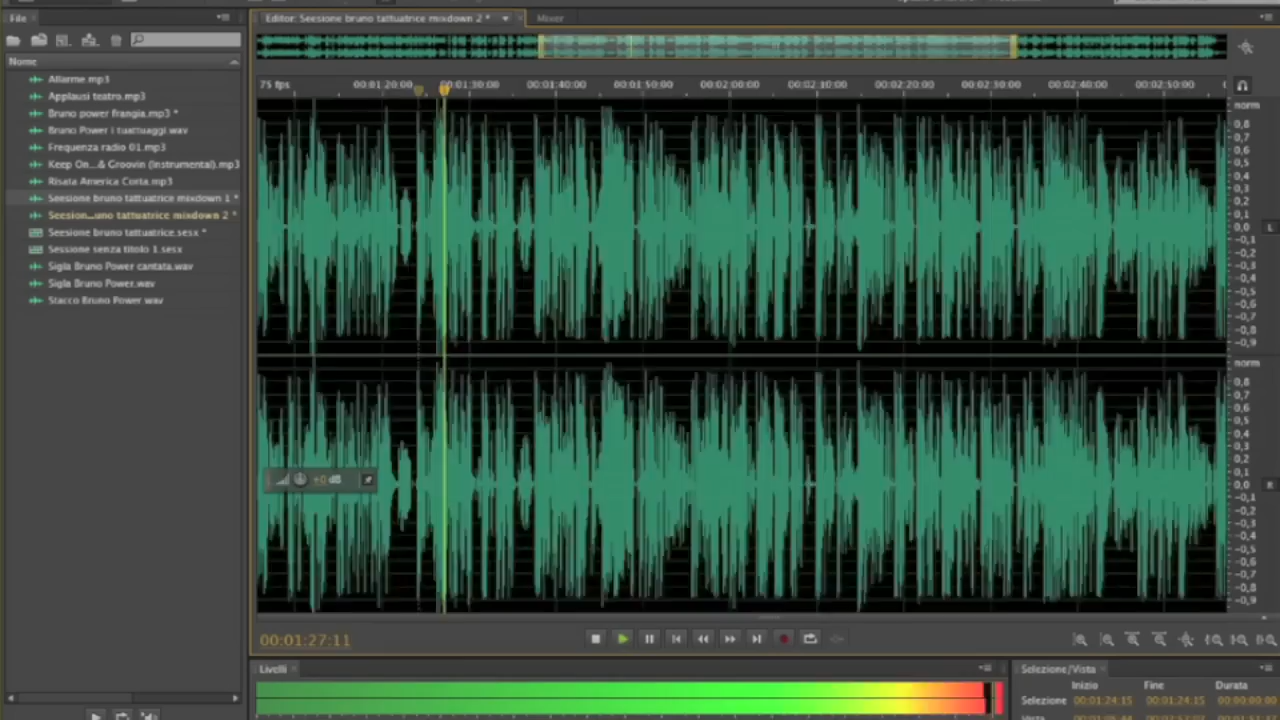 File
Editor: Seesione bruno tattuatrice mixdown 2 *
Mixer
Name
Allarme.mp3
Applausi teatro.mp3
Bruno power frangia.mp3 *
Bruno Power i tuattuaggi wav
Frequenza radio 01.mp3
Keep On...& Groovin (Instrumental).mp3
Risata America Corta.mp3
Seesione bruno tattuatrice mixdown 1 *
Seesion...uno tattuatrice mixdown 2 *
Seesione bruno tattuatrice.sesx *
Sessione senza titolo 1.sesx
Sigla Bruno Power cantata.wav
Sigla Bruno Power.wav
Stacco Bruno Power wav
75 fps 00:01:20:00 00:01:30:00 00:01:40:00 00:01:50:00 00:02:00:00 00:02:10:00 00:02:20:00 00:02:30:00 00:02:40:00 00:02:50:00
norm
0,8
0,7
0,6
0,5
0,4
0,3
0,2
0,1
0,0
L
-0,1
-0,2
-0,3
-0,4
-0,5
-0,6
-0,7
-0,8
-0,9
norm
0,8
0,7
0,6
0,5
0,4
0,3
0,2
0,1
0,0
R
-0,1
-0,2
-0,3
-0,4
-0,5
-0,6
-0,7
-0,8
-0,9
+0 dB
00:01:27:11
Livelli
Selezione/Vista
Inizio Fine Durata
Selezione 00:01:24:15 00:01:24:15 00:00:00:00